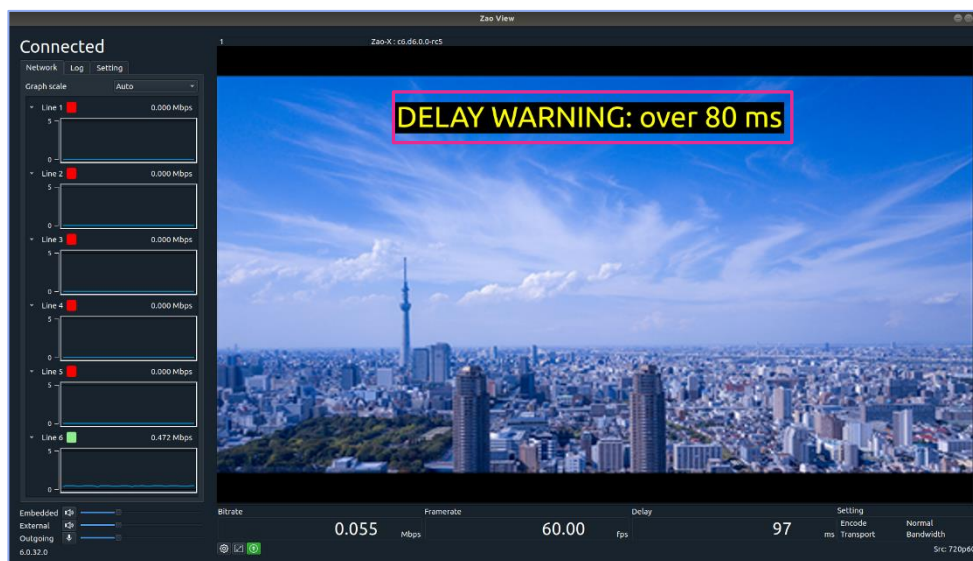 Zao View
Connected
1
Zao-X : c6.d6.0.0-rc5
Network Log Setting
Graph scale Auto
Line 1 0.000 Mbps
5
0
Line 2 0.000 Mbps
5
0
Line 3 0.000 Mbps
5
0
Line 4 0.000 Mbps
5
0
Line 5 0.000 Mbps
5
0
Line 6 0.472 Mbps
5
0
DELAY WARNING: over 80 ms
Embedded
External
Outgoing
6.0.32.0
Bitrate
0.055 Mbps
Framerate
60.00 fps
Delay
97 ms
Setting
Encode Normal
Transport Bandwidth
Src: 720p60